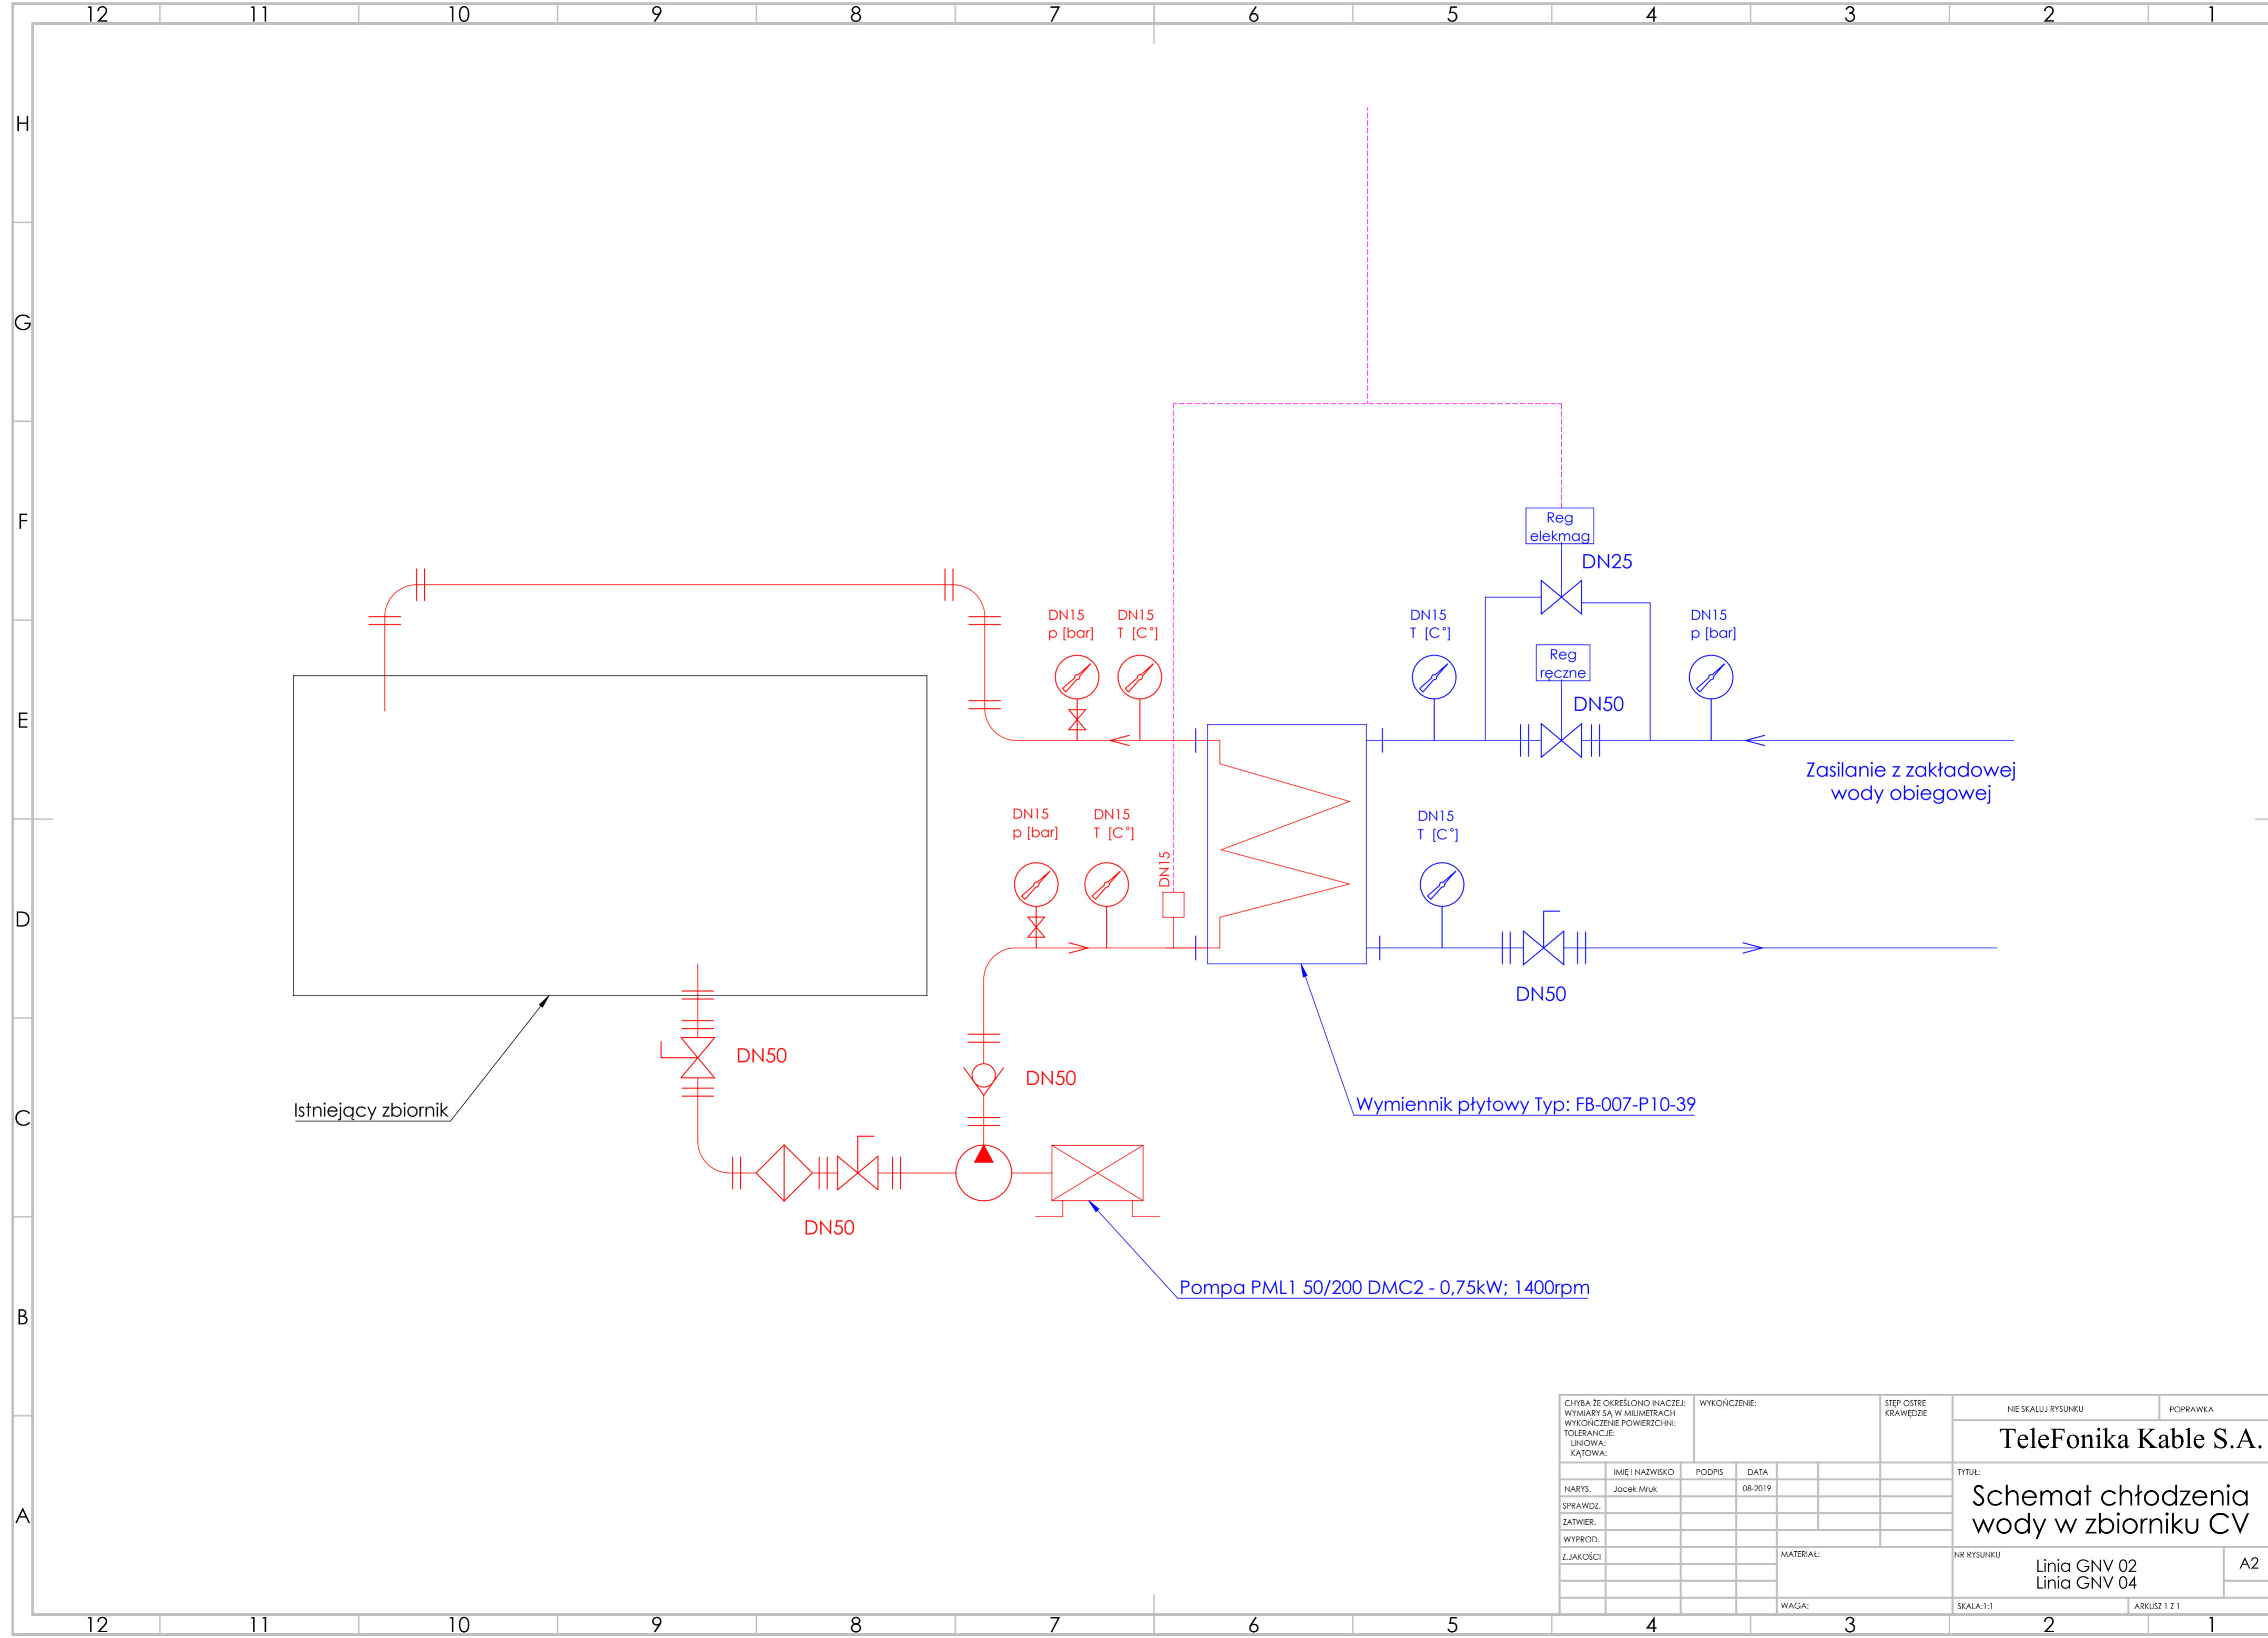 12 11 10 9 8 7 6 5 4 3 2 1
H
G
F
E
D
C
B
A
Reg
elekmag
DN25
DN15
p [bar]
DN15
T [C°]
DN15
T [C°]
Reg
ręczne
DN50
DN15
p [bar]
Zasilanie z zakładowej
wody obiegowej
DN15
p [bar]
DN15
T [C°]
DN15
DN15
T [C°]
DN50
DN50
DN50
Istniejący zbiornik
Wymiennik płytowy Typ: FB-007-P10-39
DN50
Pompa PML1 50/200 DMC2 - 0,75kW; 1400rpm
CHYBA ŻE OKREŚLONO INACZEJ:
WYMIARY SĄ W MILIMETRACH
WYKOŃCZENIE POWIERZCHNI:
TOLERANCJE:
LINIOWA:
KĄTOWA:
WYKOŃCZENIE:
STĘP OSTRE
KRAWĘDZIE
NIE SKALUJ RYSUNKU
POPRAWKA
TeleFonika Kable S.A.
IMIĘ I NAZWISKO PODPIS DATA
NARYS. Jacek Mruk 08-2019
SPRAWDZ.
ZATWIER.
WYPROD.
Z.JAKOŚCI
MATERIAŁ:
WAGA:
TYTUŁ:
Schemat chłodzenia
wody w zbiorniku CV
NR RYSUNKU
Linia GNV 02
Linia GNV 04
A2
SKALA:1:1
ARKUSZ 1 Z 1
12 11 10 9 8 7 6 5 4 3 2 1